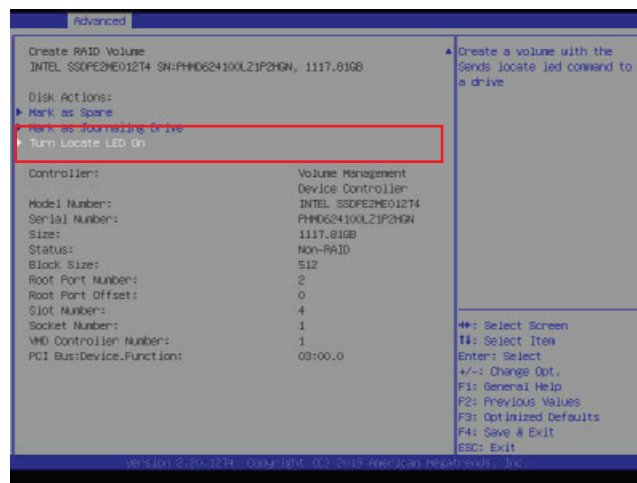 Advanced
Create RAID Volume
INTEL SSDPE2ME012T4 SN:PHMD624100LZ1P2HGN, 1117.81GB
Disk Actions:
Mark as Spare
Mark as Journaling Drive
Turn Locate LED On
Controller: Volume Management
Device Controller
Model Number: INTEL SSDPE2ME012T4
Serial Number: PHMD624100LZ1P2HGN
Size: 1117.81GB
Status: Non-RAID
Block Size: 512
Root Port Number: 2
Root Port Offset: 0
Slot Number: 4
Socket Number: 1
VMD Controller Number: 1
PCI Bus:Device.Function: 03:00.0
Create a volume with the
Sends locate led command to
a drive
: Select Screen
: Select Item
Enter: Select
+/-: Change Opt.
F1: General Help
F2: Previous Values
F3: Optimized Defaults
F4: Save & Exit
ESC: Exit
Version 2.20.1274. Copyright (C) 2019 American Megatrends, Inc.